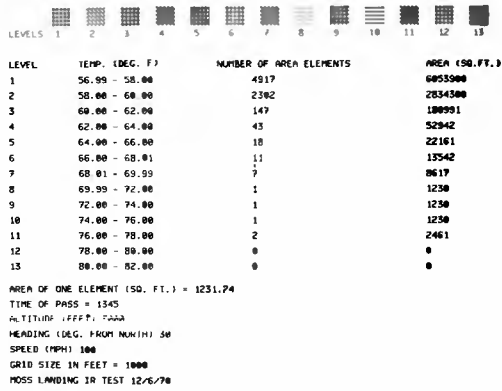 LEVELS 1 2 3 4 5 6 7 8 9 10 11 12 13
LEVEL TEMP. (DEG. F) NUMBER OF AREA ELEMENTS AREA (SQ.FT.)
1 56.99 - 58.00 4917 6053900
2 58.00 - 60.00 2302 2834300
3 60.00 - 62.00 147 180991
4 62.00 - 64.00 43 52942
5 64.00 - 66.00 18 22161
6 66.00 - 68.01 11 13542
7 68.01 - 69.99 7 8617
8 69.99 - 72.00 1 1230
9 72.00 - 74.00 1 1230
10 74.00 - 76.00 1 1230
11 76.00 - 78.00 2 2461
12 78.00 - 80.00 0 0
13 80.00 - 82.00 0 0
AREA OF ONE ELEMENT (SQ. FT.) = 1231.24
TIME OF PASS = 1345
ALTITUDE (FEET)
HEADING (DEG. FROM NORTH) 30
SPEED (MPH) 100
GRID SIZE IN FEET = 1000
MOSS LANDING IR TEST 12/6/70